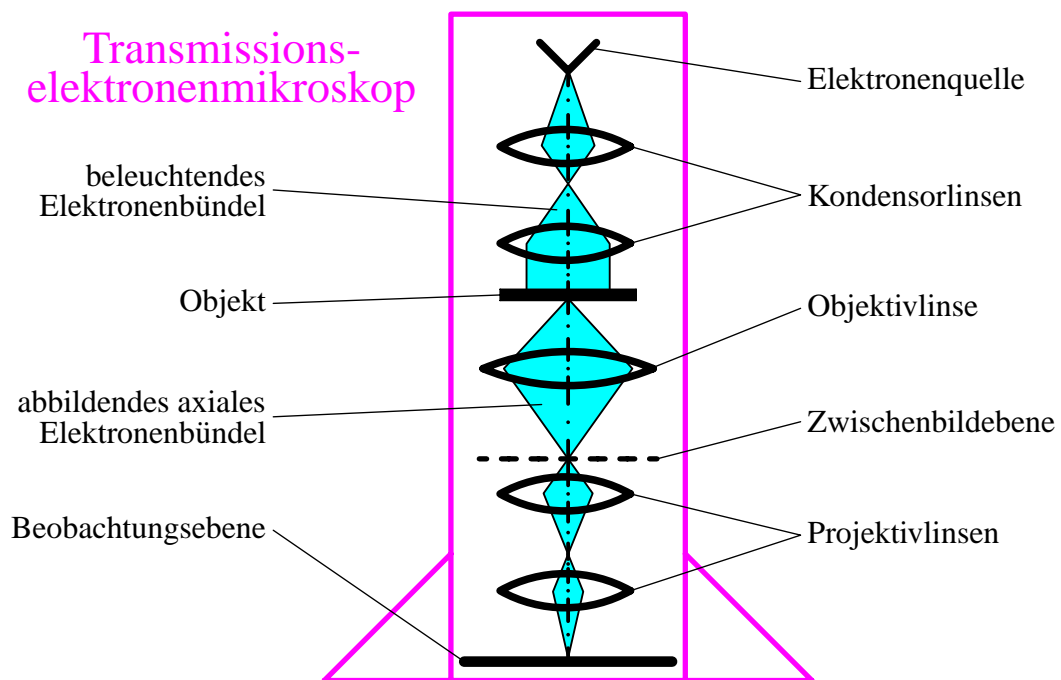 Transmissions-
elektronenmikroskop
Elektronenquelle
beleuchtendes
Elektronenbündel
Kondensorlinsen
Objekt
Objektivlinse
abbildendes axiales
Elektronenbündel
Zwischenbildebene
Beobachtungsebene
Projektivlinsen